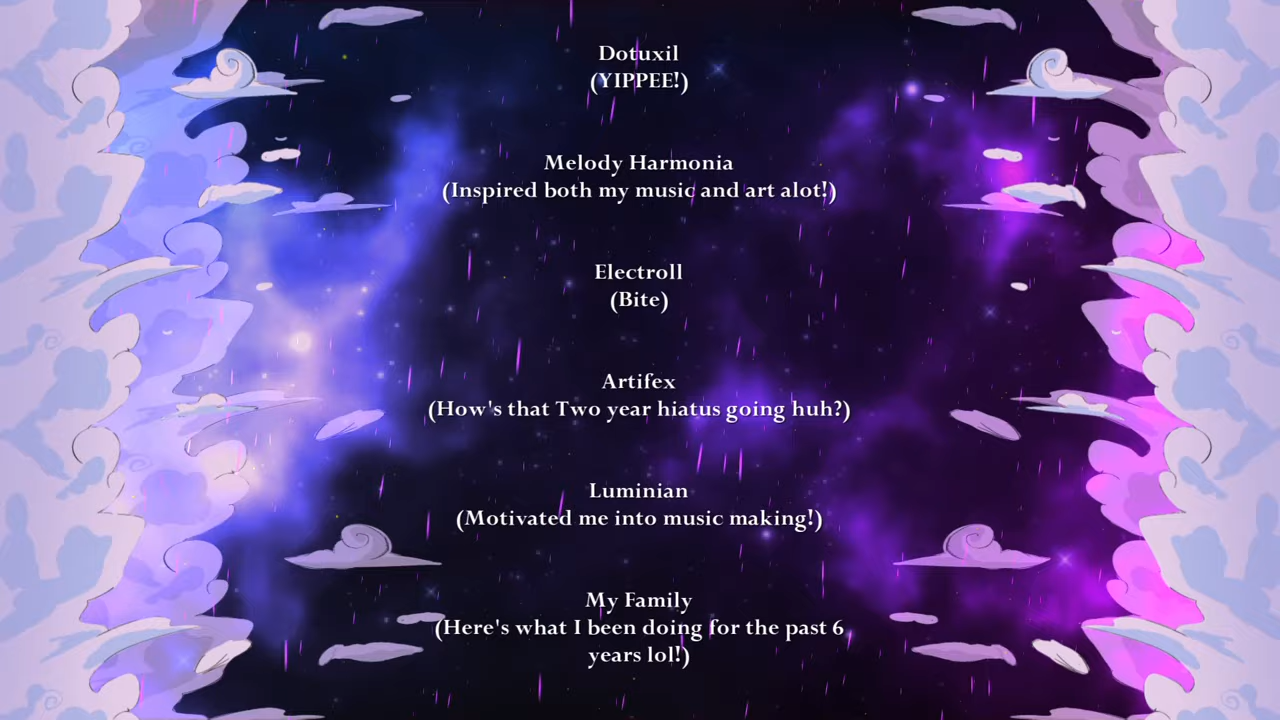 Dotuxil
(YIPPEE!)
Melody Harmonia
(Inspired both my music and art alot!)
Electroll
(Bite)
Artifex
(How's that Two year hiatus going huh?)
Luminian
(Motivated me into music making!)
My Family
(Here's what I been doing for the past 6
years lol!)